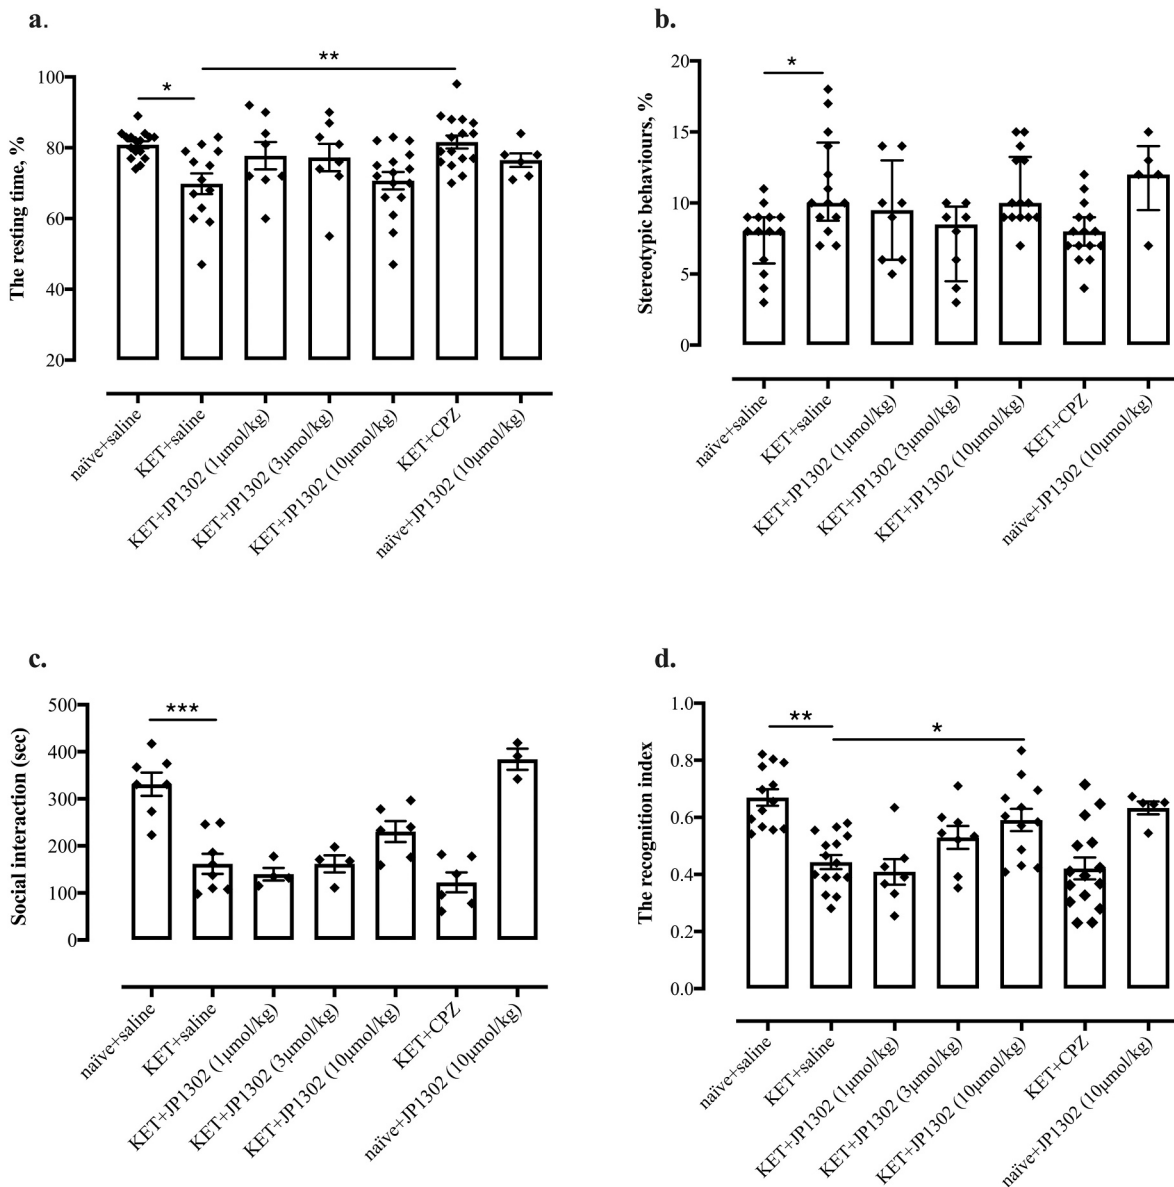 a.
The resting time, %
100
80
60
40
20
*
**
naïve+saline
KET+saline
KET+JP1302 (1μmol/kg)
KET+JP1302 (3μmol/kg)
KET+JP1302 (10μmol/kg)
KET+CPZ
naïve+JP1302 (10μmol/kg)
b.
Stereotypic behaviours, %
20
15
10
5
0
*
naïve+saline
KET+saline
KET+JP1302 (1μmol/kg)
KET+JP1302 (3μmol/kg)
KET+JP1302 (10μmol/kg)
KET+CPZ
naïve+JP1302 (10μmol/kg)
c.
Social interaction (sec)
500
400
300
200
100
0
***
naïve+saline
KET+saline
KET+JP1302 (1μmol/kg)
KET+JP1302 (3μmol/kg)
KET+JP1302 (10μmol/kg)
KET+CPZ
naïve+JP1302 (10μmol/kg)
d.
The recognition index
1.0
0.8
0.6
0.4
0.2
0.0
**
*
naïve+saline
KET+saline
KET+JP1302 (1μmol/kg)
KET+JP1302 (3μmol/kg)
KET+JP1302 (10μmol/kg)
KET+CPZ
naïve+JP1302 (10μmol/kg)